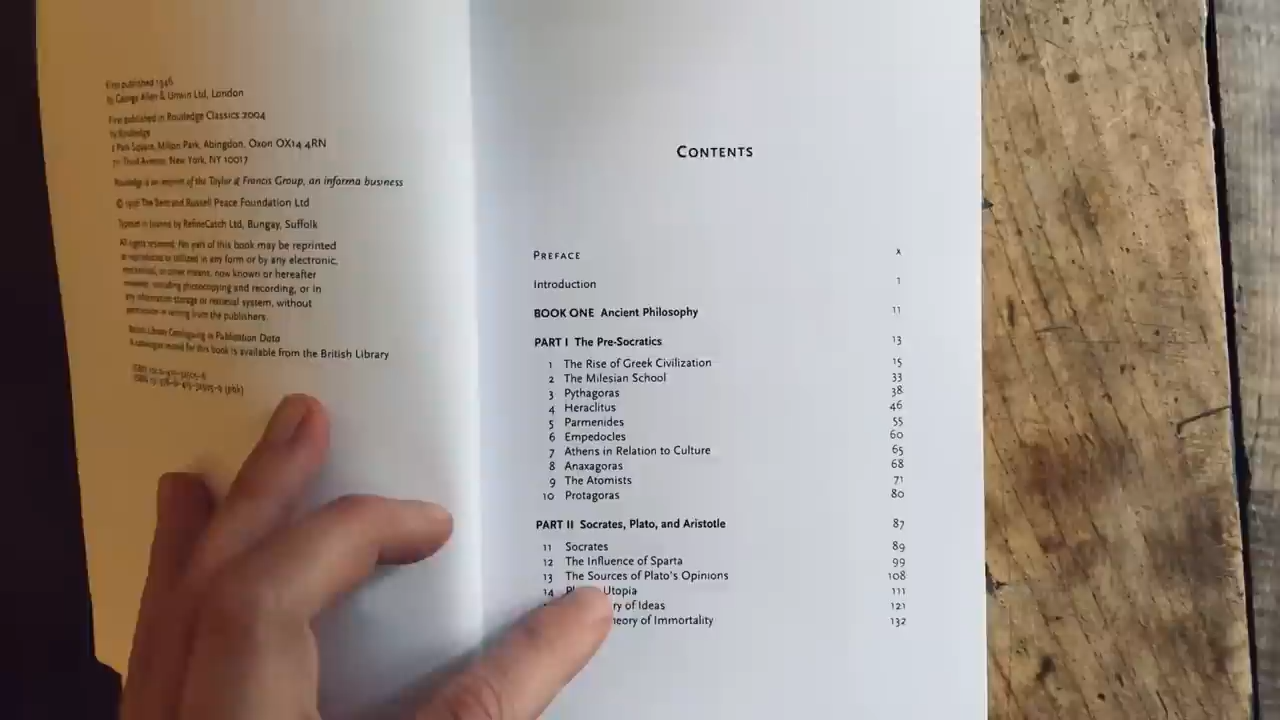 First published 1946
by George Allen & Unwin Ltd, London
First published in Routledge Classics 2004
by Routledge
2 Park Square, Milton Park, Abingdon, Oxon OX14 4RN
Third Avenue, New York, NY 10017
Routledge is an imprint of the Taylor & Francis Group, an informa business
© 1996 The Bertrand Russell Peace Foundation Ltd
Typeset in Joanna by RefineCatch Ltd, Bungay, Suffolk
All rights reserved. No part of this book may be reprinted
or reproduced or utilized in any form or by any electronic,
mechanical, or other means, now known or hereafter
invented, including photocopying and recording, or in
any information storage or retrieval system, without
permission in writing from the publishers.
British Library Cataloguing in Publication Data
A catalogue record for this book is available from the British Library
ISBN
ISBN (pbk)
CONTENTS
PREFACE x
Introduction 1
BOOK ONE Ancient Philosophy 11
PART I The Pre-Socratics 13
1 The Rise of Greek Civilization 15
2 The Milesian School 33
3 Pythagoras 38
4 Heraclitus 46
5 Parmenides 55
6 Empedocles 60
7 Athens in Relation to Culture 65
8 Anaxagoras 68
9 The Atomists 71
10 Protagoras 80
PART II Socrates, Plato, and Aristotle 87
11 Socrates 89
12 The Influence of Sparta 99
13 The Sources of Plato's Opinions 108
14 Utopia 111
of Ideas 121
of Immortality 132